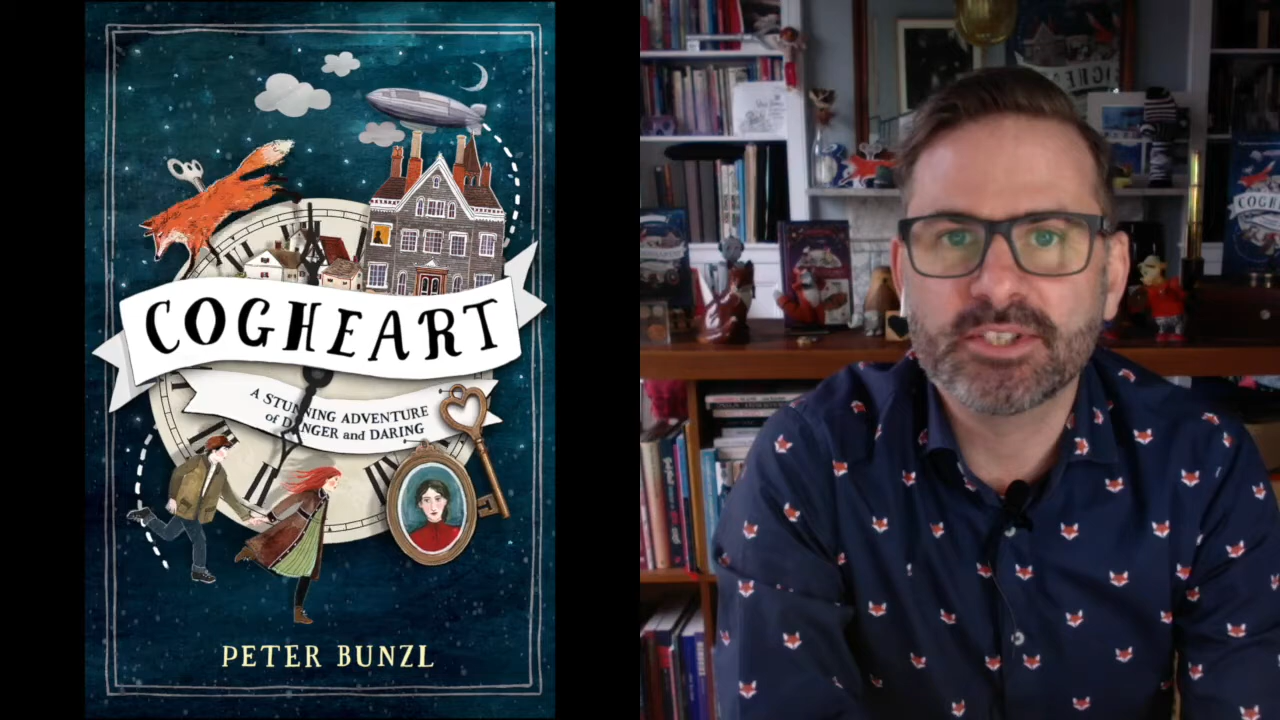 COGHEART
A STUNNING ADVENTURE
of DANGER and DARING
PETER BUNZL